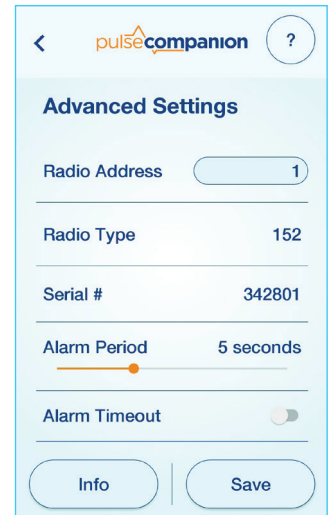 pulsecompanion
?
Advanced Settings
Radio Address 1
Radio Type 152
Serial # 342801
Alarm Period 5 seconds
Alarm Timeout
Info Save